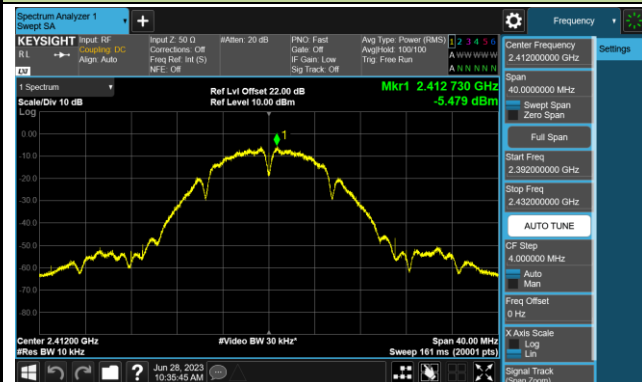 Spectrum Analyzer 1
Swept SA
Frequency
KEYSIGHT
RL
LXI
Input: RF
Coupling: DC
Align: Auto
Input Z: 50 Ω
Corrections: Off
Freq Ref: Int (S)
NFE: Off
#Atten: 20 dB
PNO: Fast
Gate: Off
IF Gain: Low
Sig Track: Off
Avg Type: Power (RMS)
Avg|Hold: 100/100
Trig: Free Run
1 2 3 4 5 6
A W W W W W
A N N N N N
1 Spectrum
Scale/Div 10 dB
Log
Ref Lvl Offset 22.00 dB
Ref Level 10.00 dBm
Mkr1 2.412 730 GHz
-5.479 dBm
1
0.00
-10.0
-20.0
-30.0
-40.0
-50.0
-60.0
-70.0
-80.0
Center 2.41200 GHz
#Res BW 10 kHz
#Video BW 30 kHz*
Span 40.00 MHz
Sweep 161 ms (20001 pts)
Jun 28, 2023
10:35:45 AM
Center Frequency
2.412000000 GHz
Span
40.0000000 MHz
Swept Span
Zero Span
Full Span
Start Freq
2.392000000 GHz
Stop Freq
2.432000000 GHz
AUTO TUNE
CF Step
4.000000 MHz
Auto
Man
Freq Offset
0 Hz
X Axis Scale
Log
Lin
Signal Track
(Span Zoom)
Settings